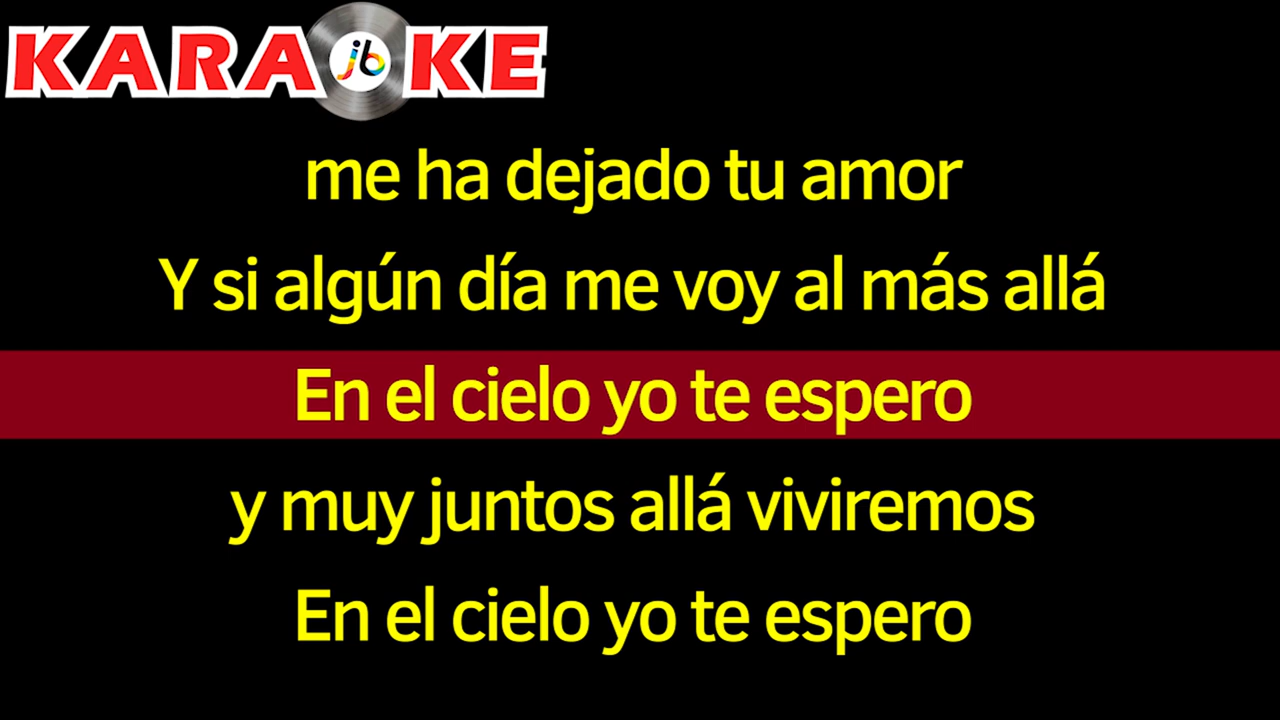 KARAOKE
jb
me ha dejado tu amor
Y si algún día me voy al más allá
En el cielo yo te espero
y muy juntos allá viviremos
En el cielo yo te espero